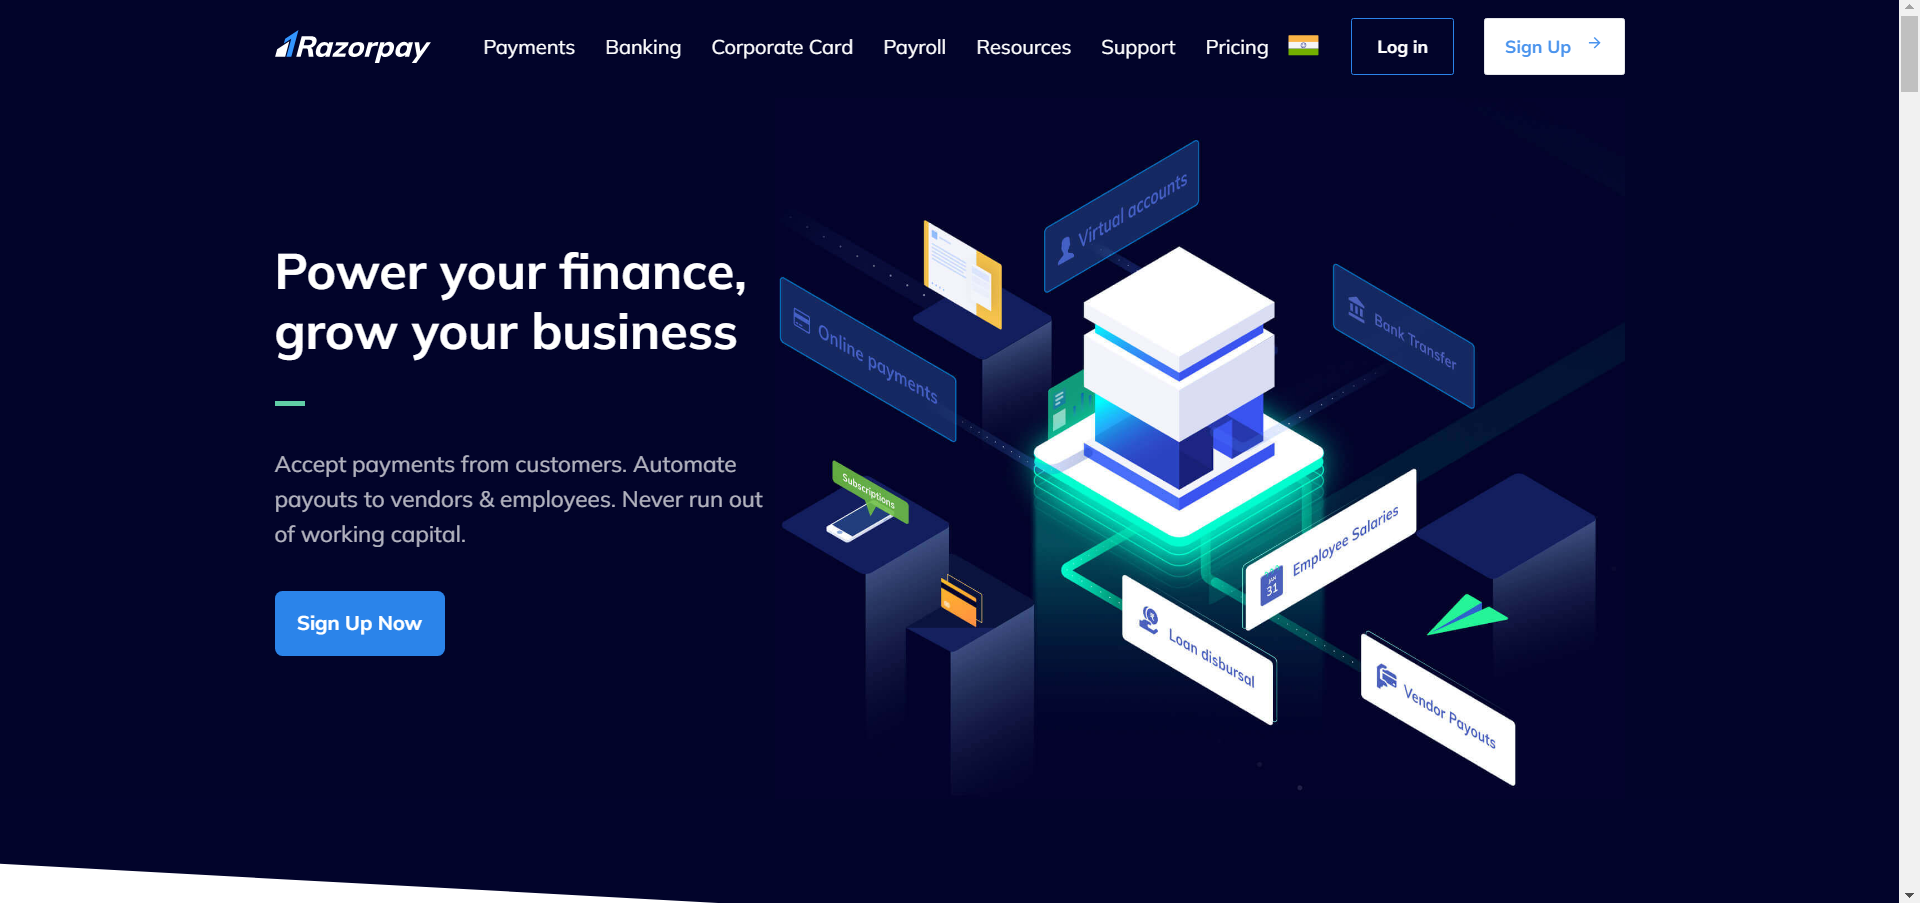 Razorpay
Payments Banking Corporate Card Payroll Resources Support Pricing Log in Sign Up
Power your finance,
grow your business
Accept payments from customers. Automate
payouts to vendors & employees. Never run out
of working capital.
Sign Up Now
Virtual accounts
Online payments
Bank Transfer
Subscriptions
Employee Salaries
JAN
31
Loan disbursal
Vendor Payouts